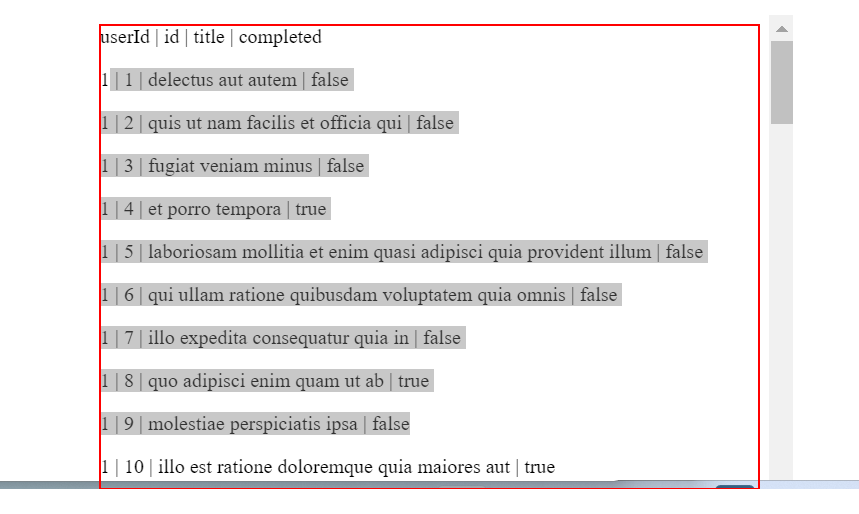 userId | id | title | completed
1 | 1 | delectus aut autem | false
1 | 2 | quis ut nam facilis et officia qui | false
1 | 3 | fugiat veniam minus | false
1 | 4 | et porro tempora | true
1 | 5 | laboriosam mollitia et enim quasi adipisci quia provident illum | false
1 | 6 | qui ullam ratione quibusdam voluptatem quia omnis | false
1 | 7 | illo expedita consequatur quia in | false
1 | 8 | quo adipisci enim quam ut ab | true
1 | 9 | molestiae perspiciatis ipsa | false
1 | 10 | illo est ratione doloremque quia maiores aut | true